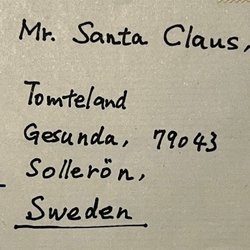 Mr. Santa Claus,
Tomteland
Gesunda, 79043
Sollerön,
Sweden